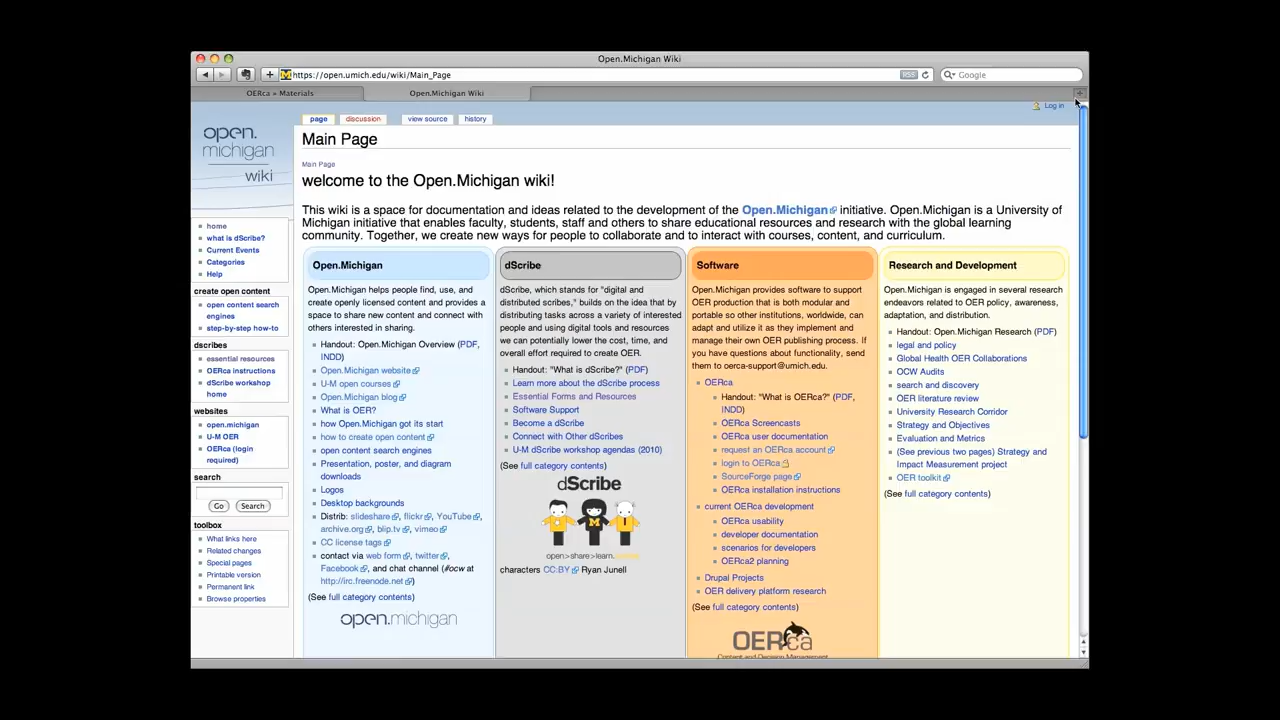 Open.Michigan Wiki
https://open.umich.edu/wiki/Main_Page
RSS
Google
OERca » Materials
Open.Michigan Wiki
Log in
open.
michigan
wiki
page
discussion
view source
history
Main Page
Main Page
welcome to the Open.Michigan wiki!
This wiki is a space for documentation and ideas related to the development of the Open.Michigan initiative. Open.Michigan is a University of
Michigan initiative that enables faculty, students, staff and others to share educational resources and research with the global learning
community. Together, we create new ways for people to collaborate and to interact with courses, content, and curriculum.
home
what is dScribe?
Current Events
Categories
Help
create open content
open content search
engines
step-by-step how-to
dscribes
essential resources
OERca instructions
dScribe workshop
home
websites
open.michigan
U-M OER
OERca (login
required)
search
Go
Search
toolbox
What links here
Related changes
Special pages
Printable version
Permanent link
Browse properties
Open.Michigan
Open.Michigan helps people find, use, and
create openly licensed content and provides a
space to share new content and connect with
others interested in sharing.
Handout: Open.Michigan Overview (PDF,
INDD)
Open.Michigan website
U-M open courses
Open.Michigan blog
What is OER?
how Open.Michigan got its start
how to create open content
open content search engines
Presentation, poster, and diagram
downloads
Logos
Desktop backgrounds
Distrib: slideshare, flickr, YouTube,
archive.org, blip.tv, vimeo
CC license tags
contact via web form, twitter,
Facebook, and chat channel (#ocw at
http://irc.freenode.net)
(See full category contents)
open.michigan
dScribe
dScribe, which stands for "digital and
distributed scribes," builds on the idea that by
distributing tasks across a variety of interested
people and using digital tools and resources
we can potentially lower the cost, time, and
overall effort required to create OER.
Handout: "What is dScribe?" (PDF)
Learn more about the dScribe process
Essential Forms and Resources
Software Support
Become a dScribe
Connect with Other dScribes
U-M dScribe workshop agendas (2010)
(See full category contents)
dScribe
M
open>share>learn.
characters CC:BY Ryan Junell
Software
Open.Michigan provides software to support
OER production that is both modular and
portable so other institutions, worldwide, can
adapt and utilize it as they implement and
manage their own OER publishing process. If
you have questions about functionality, send
them to oerca-support@umich.edu.
OERca
Handout: "What is OERca?" (PDF,
INDD)
OERca Screencasts
OERca user documentation
request an OERca account
login to OERca
SourceForge page
OERca installation instructions
current OERca development
OERca usability
developer documentation
scenarios for developers
OERca2 planning
Drupal Projects
OER delivery platform research
(See full category contents)
OERca
Content and Decision Management
Research and Development
Open.Michigan is engaged in several research
endeavors related to OER policy, awareness,
adaptation, and distribution.
Handout: Open.Michigan Research (PDF)
legal and policy
Global Health OER Collaborations
OCW Audits
search and discovery
OER literature review
University Research Corridor
Strategy and Objectives
Evaluation and Metrics
(See previous two pages) Strategy and
Impact Measurement project
OER toolkit
(See full category contents)